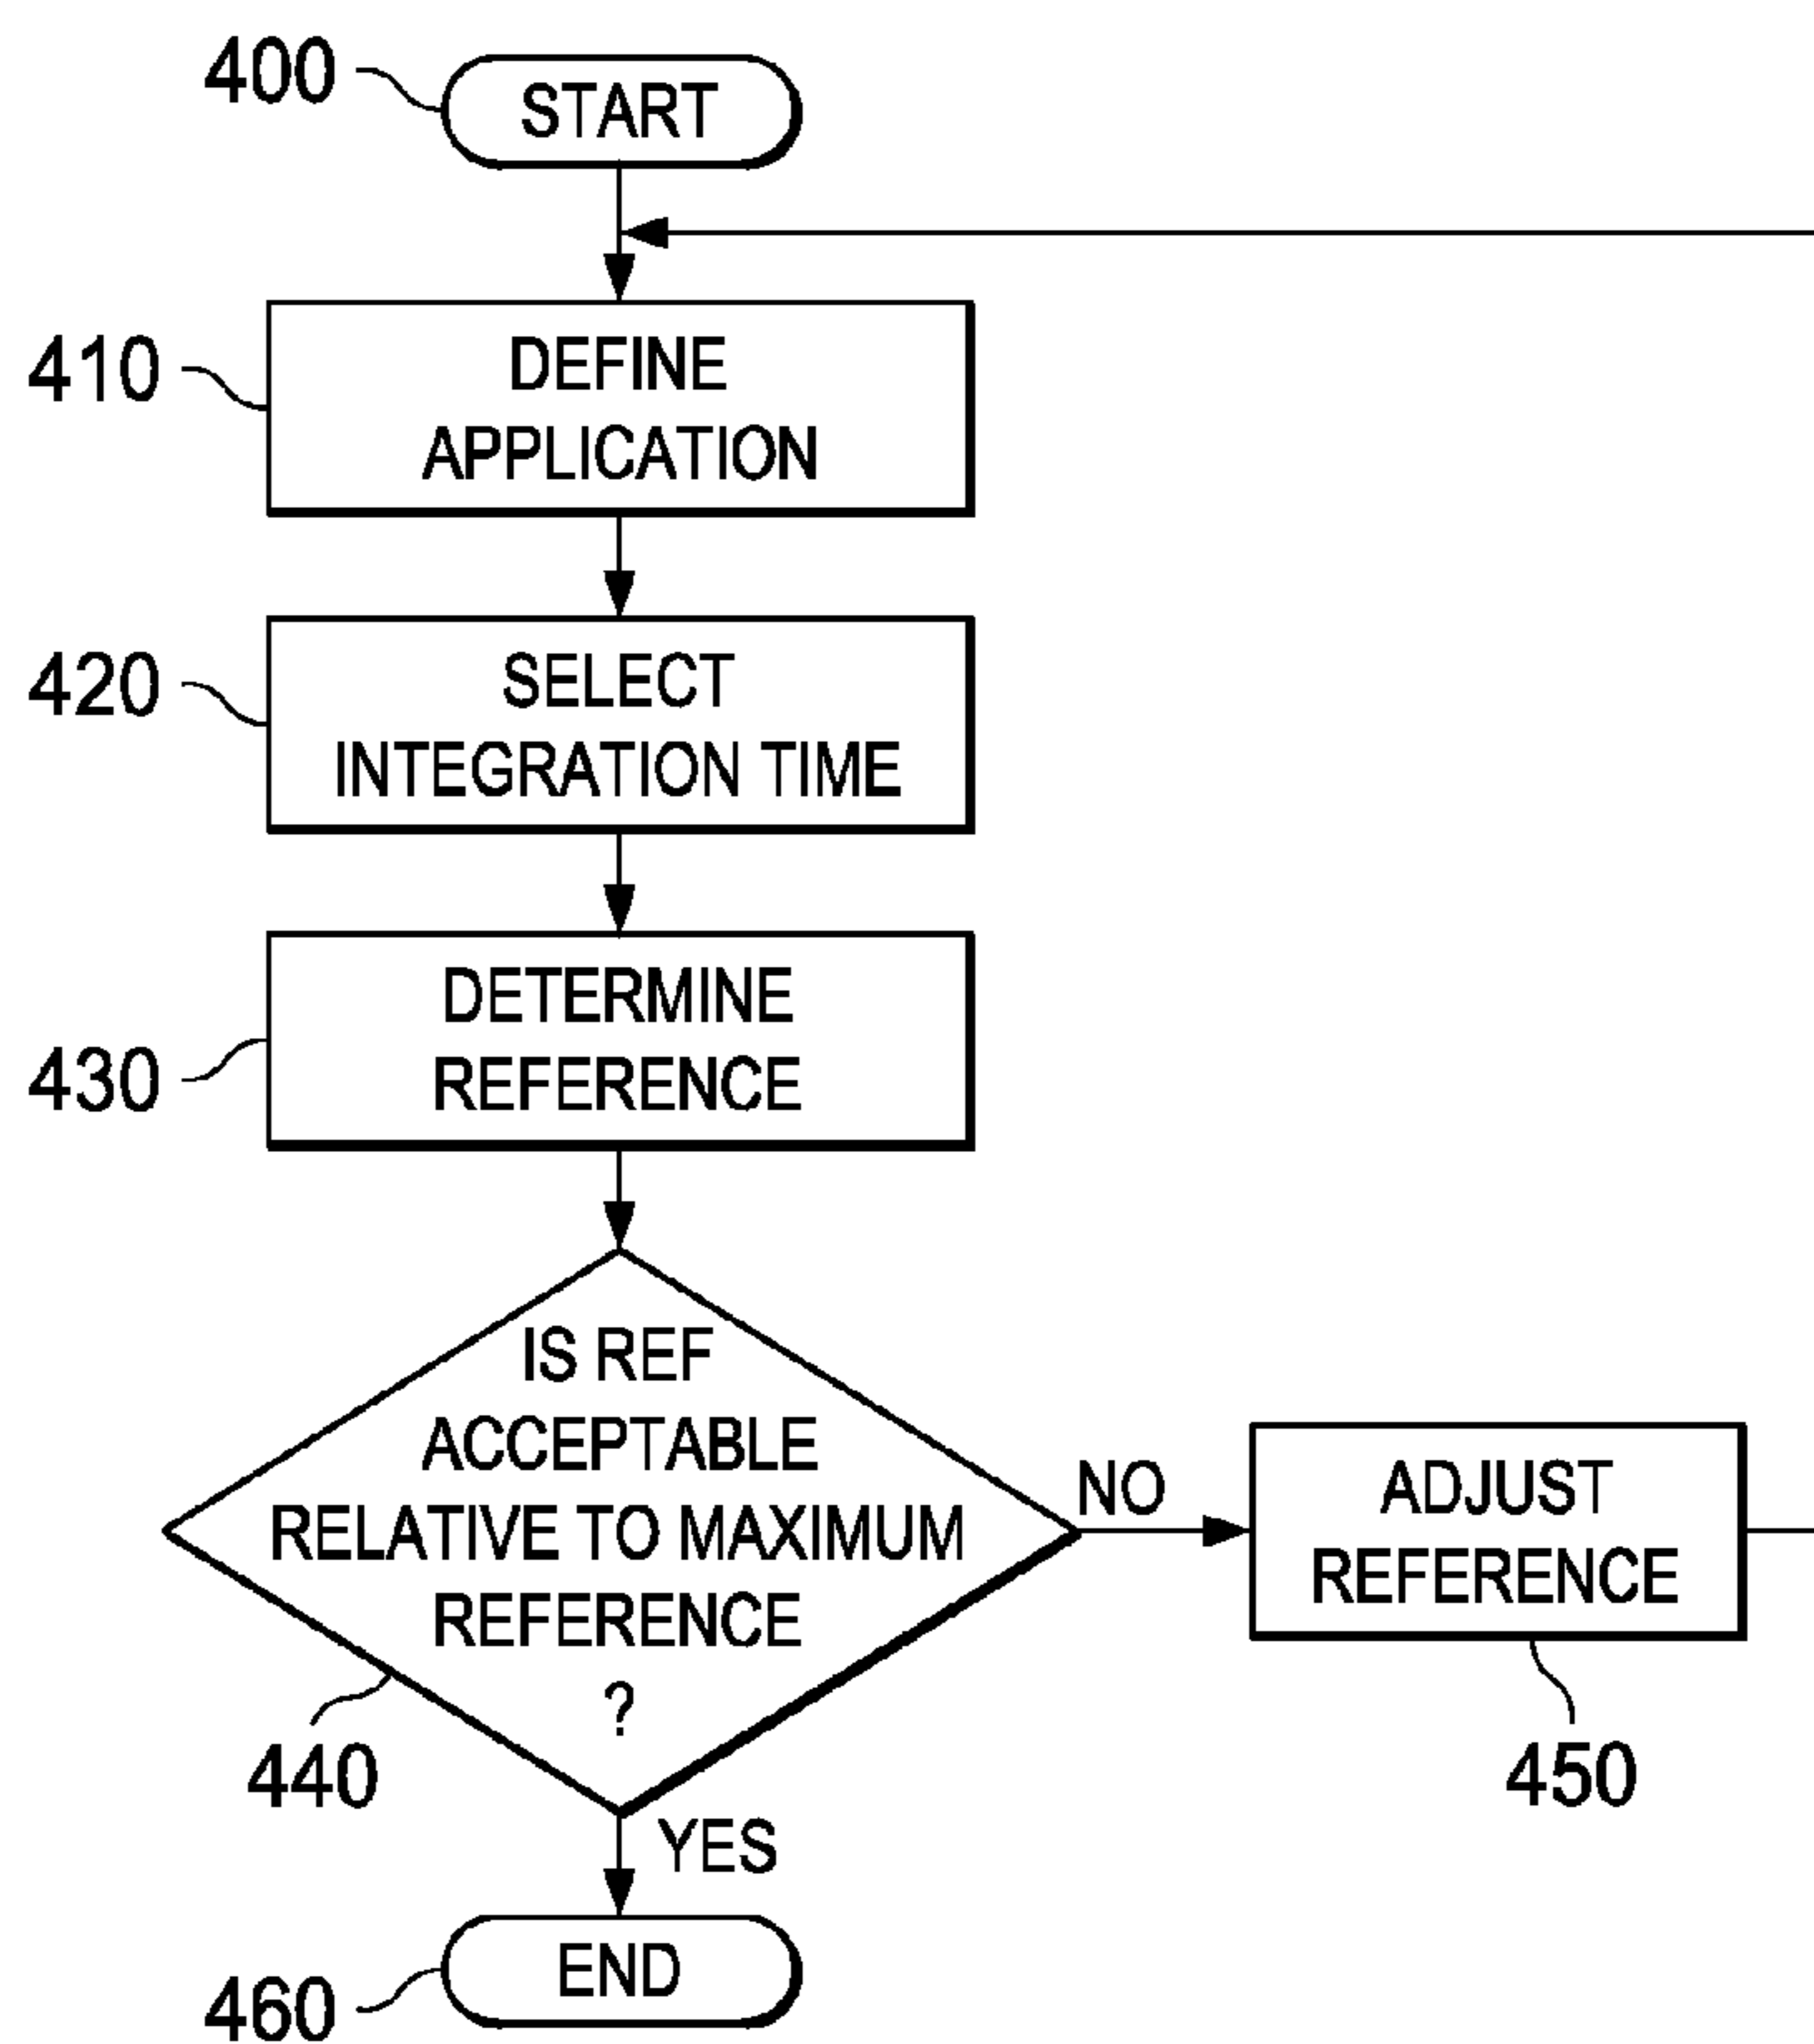 400
START
410
DEFINE
APPLICATION
420
SELECT
INTEGRATION TIME
430
DETERMINE
REFERENCE
IS REF
ACCEPTABLE
RELATIVE TO MAXIMUM
REFERENCE
?
440
NO
ADJUST
REFERENCE
450
YES
END
460